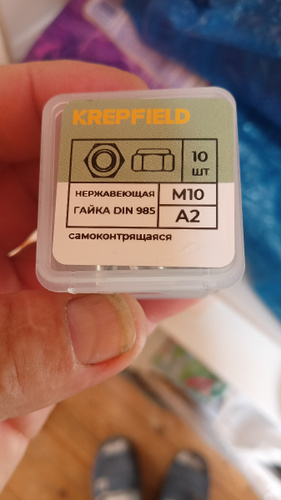 KREPFIELD
10
ШТ
НЕРЖАВЕЮЩАЯ
ГАЙКА DIN 985
M10
A2
самоконтрящаяся